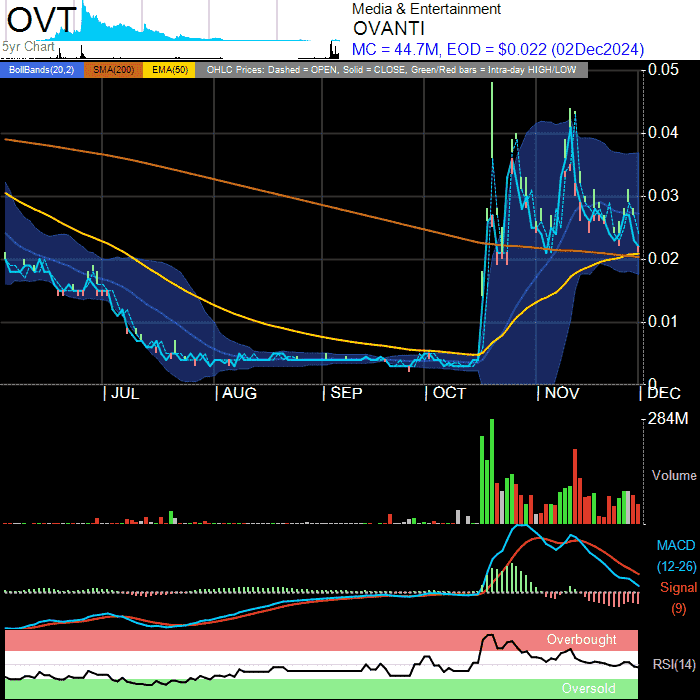 OVT
5yr Chart
Media & Entertainment
OVANTI
MC = 44.7M, EOD = $0.022 (02Dec2024)
BollBands(20,2) SMA(200) EMA(50) OHLC Prices: Dashed = OPEN, Solid = CLOSE, Green/Red bars = Intra-day HIGH/LOW
0.05
0.04
0.03
0.02
0.01
0
JUL AUG SEP OCT NOV DEC
284M
Volume
MACD
(12-26)
Signal
(9)
Overbought
RSI(14)
Oversold